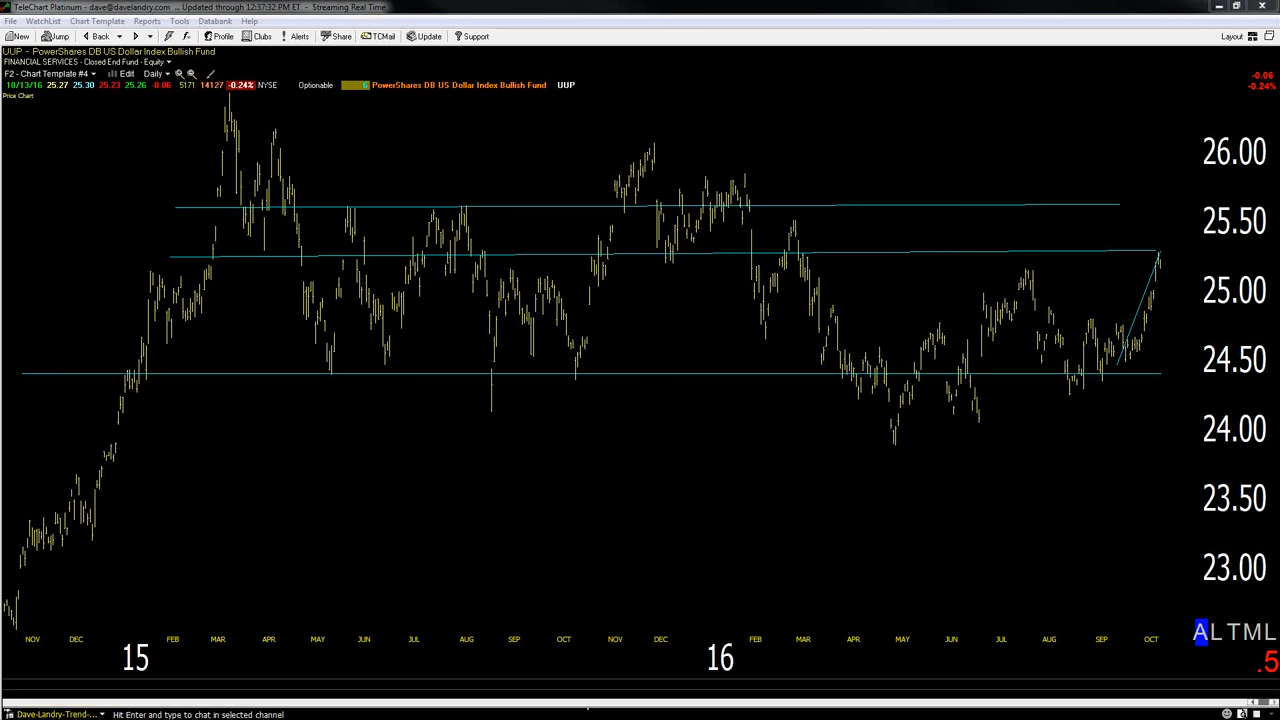 TeleChart Platinum - dave@davelandry.com ... Updated through 12:37:32 PM ET - Streaming Real Time
File WatchList Chart Template Reports Tools Databank Help
New Jump Back Profile Clubs Alerts Share TCMail Update Support Layout
UUP - PowerShares DB US Dollar Index Bullish Fund
FINANCIAL SERVICES - Closed End Fund - Equity
F2 - Chart Template #4 Edit Daily
10/13/16 25.27 25.30 25.23 25.26 -0.06 5171 14127 -0.24% NYSE Optionable 6 PowerShares DB US Dollar Index Bullish Fund UUP
-0.06
-0.24%
Price Chart
26.00
25.50
25.00
24.50
24.00
23.50
23.00
NOV DEC FEB MAR APR MAY JUN JUL AUG SEP OCT NOV DEC FEB MAR APR MAY JUN JUL AUG SEP OCT
15 16
ALTML
.5
Dave-Landry-Trend-... Hit Enter and type to chat in selected channel